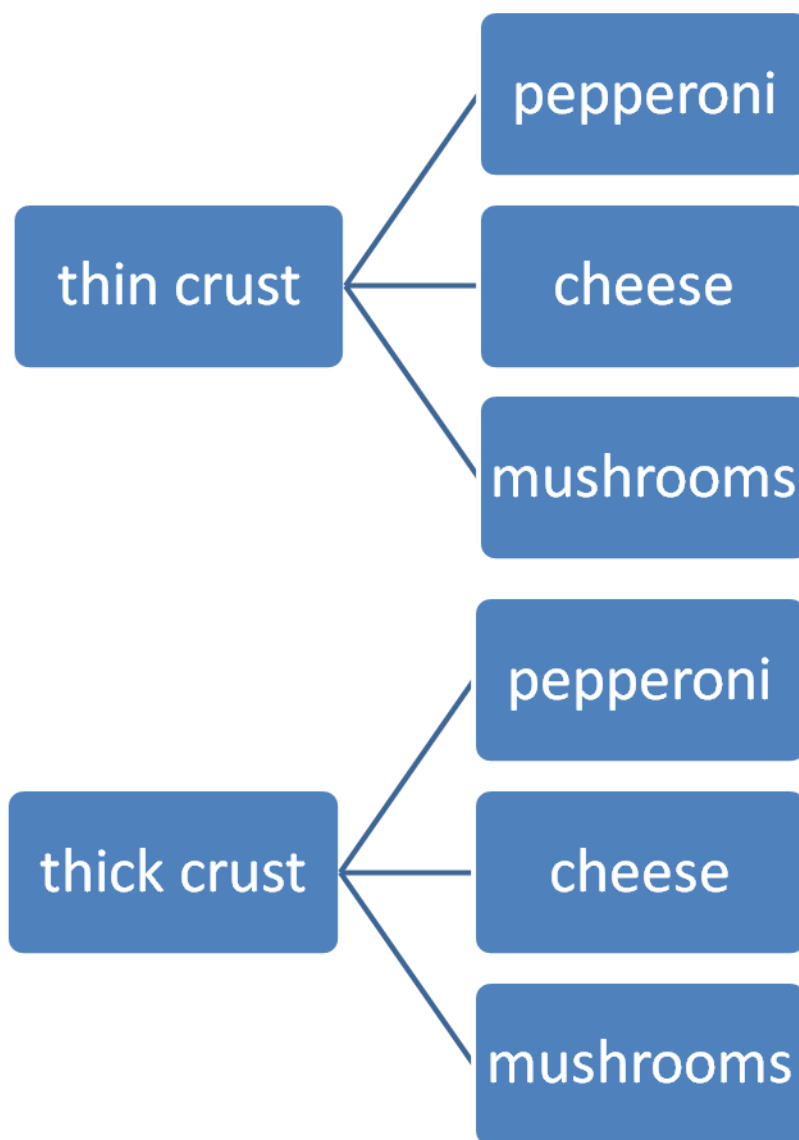 pepperoni
thin crust
cheese
mushrooms
pepperoni
thick crust
cheese
mushrooms